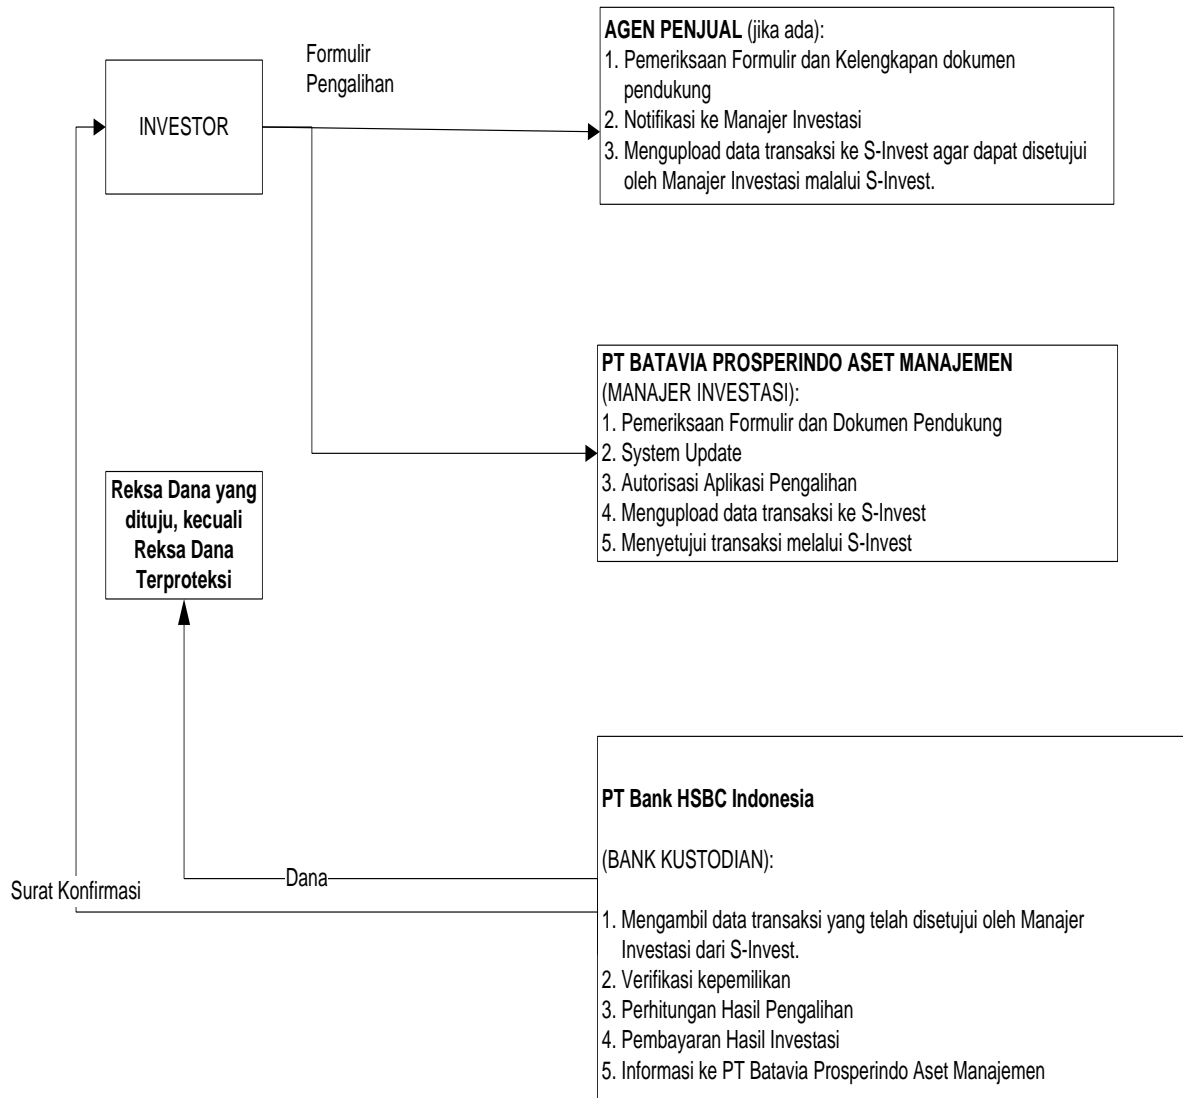 Formulir
Pengalihan
INVESTOR
AGEN PENJUAL (jika ada):
1. Pemeriksaan Formulir dan Kelengkapan dokumen
pendukung
2. Notifikasi ke Manajer Investasi
3. Mengupload data transaksi ke S-Invest agar dapat disetujui
oleh Manajer Investasi malalui S-Invest.
PT BATAVIA PROSPERINDO ASET MANAJEMEN
(MANAJER INVESTASI):
1. Pemeriksaan Formulir dan Dokumen Pendukung
2. System Update
3. Autorisasi Aplikasi Pengalihan
4. Mengupload data transaksi ke S-Invest
5. Menyetujui transaksi melalui S-Invest
Reksa Dana yang
dituju, kecuali
Reksa Dana
Terproteksi
Dana
Surat Konfirmasi
PT Bank HSBC Indonesia
(BANK KUSTODIAN):
1. Mengambil data transaksi yang telah disetujui oleh Manajer
Investasi dari S-Invest.
2. Verifikasi kepemilikan
3. Perhitungan Hasil Pengalihan
4. Pembayaran Hasil Investasi
5. Informasi ke PT Batavia Prosperindo Aset Manajemen